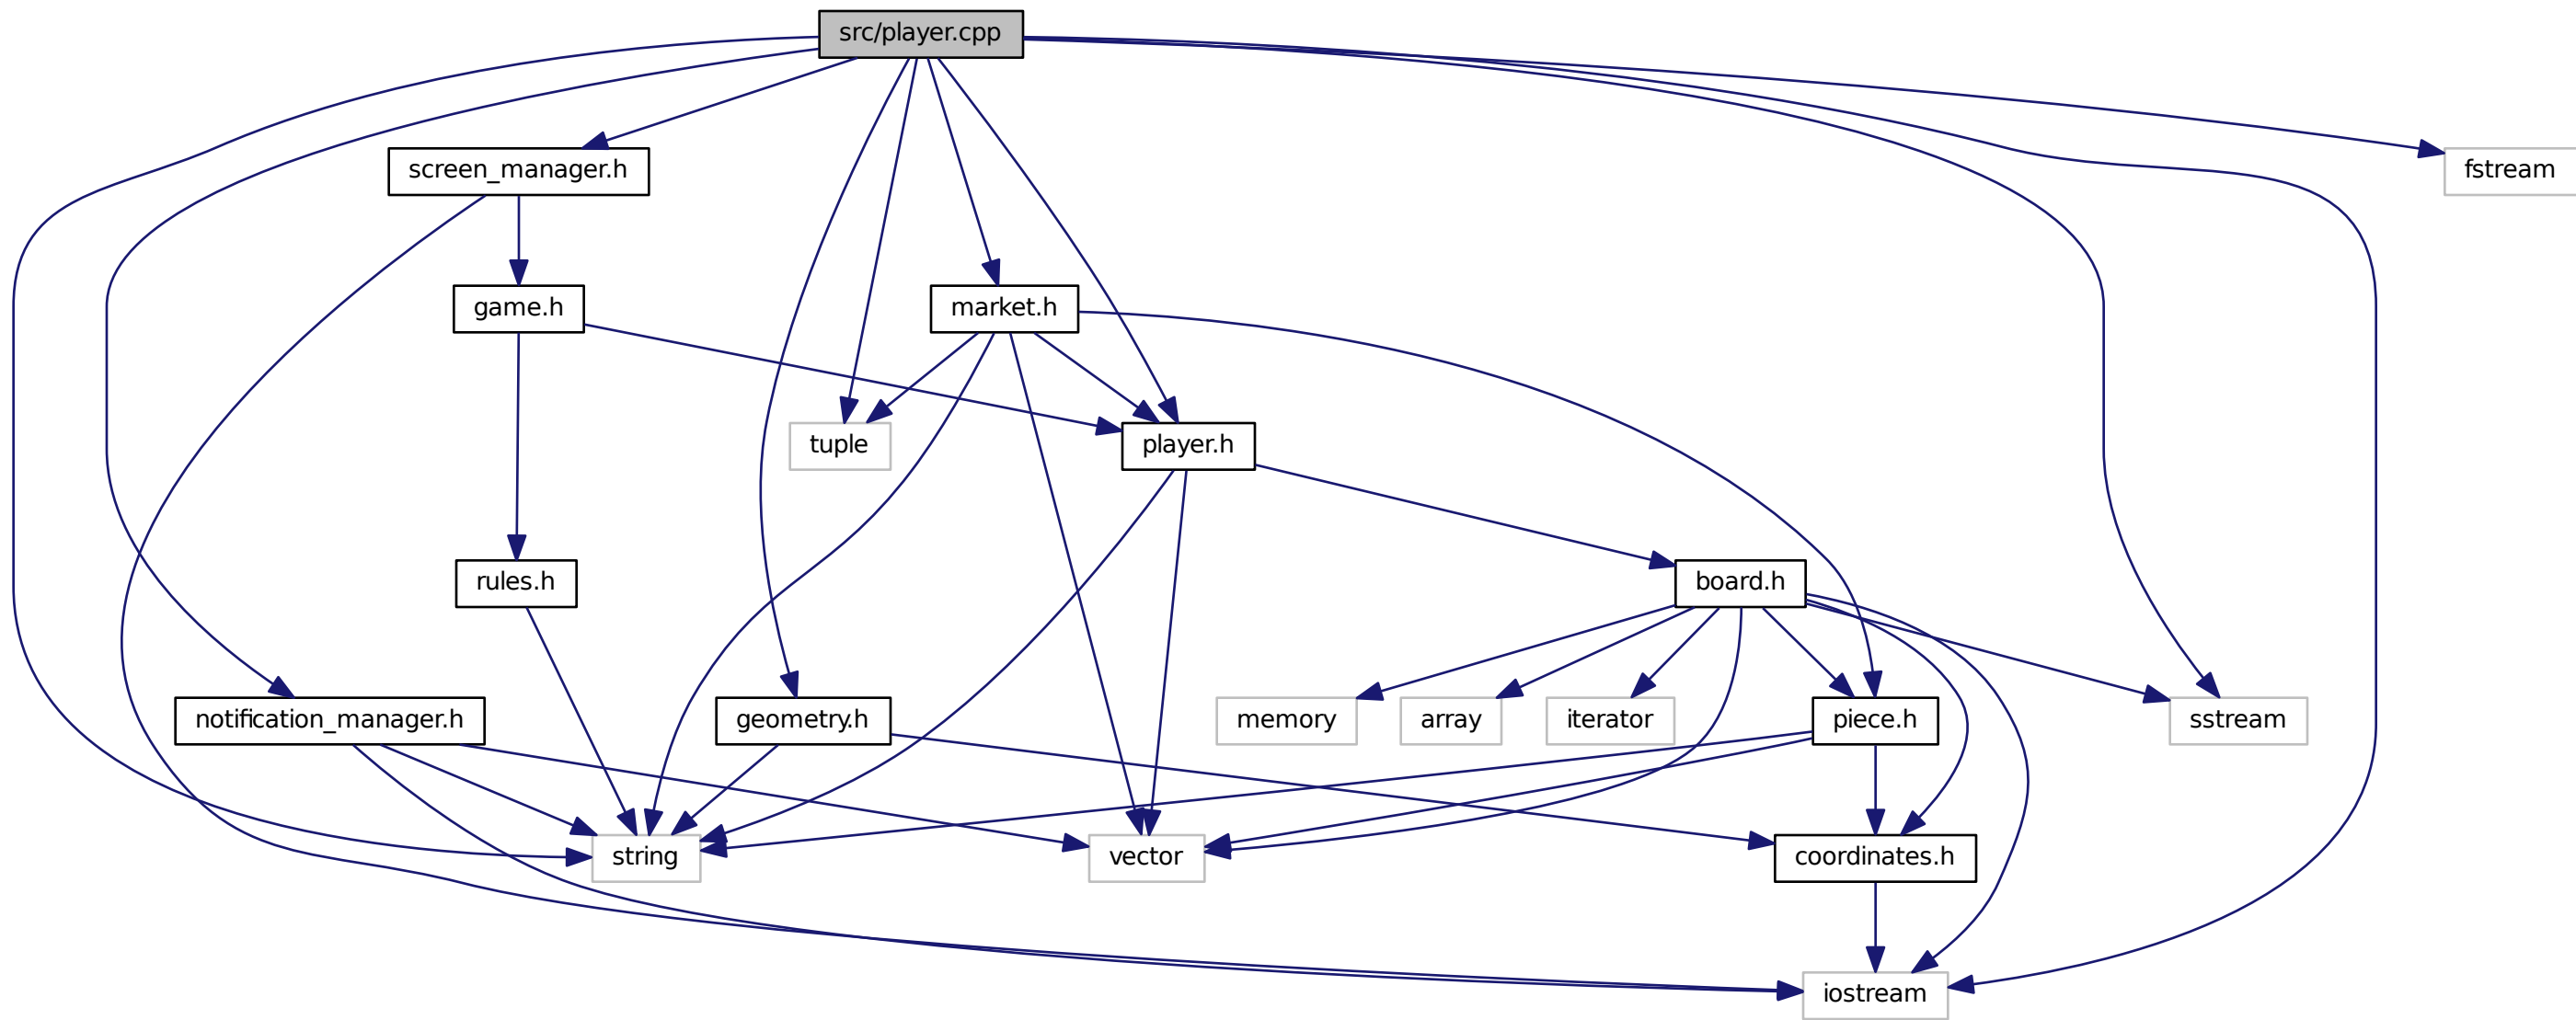 src/player.cpp
screen_manager.h
fstream
game.h
market.h
tuple
player.h
rules.h
board.h
notification_manager.h
geometry.h
memory
array
iterator
piece.h
sstream
string
vector
coordinates.h
iostream